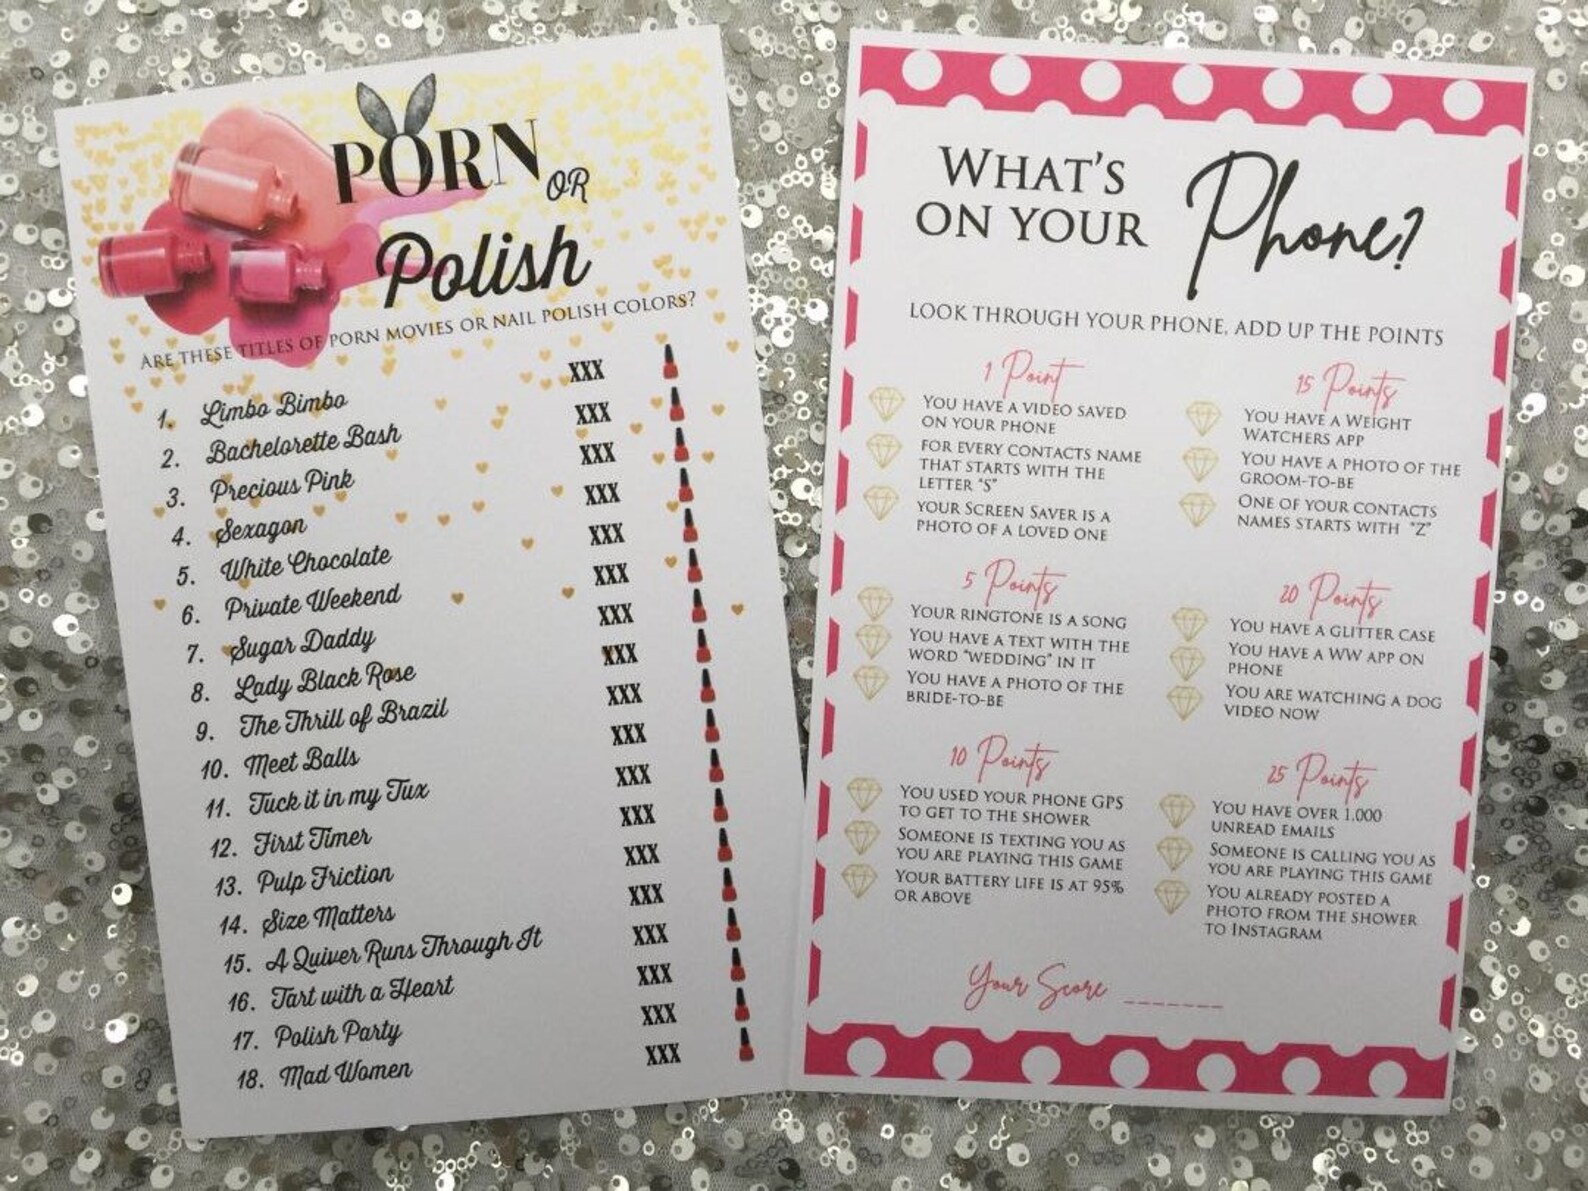 PORN
OR
Polish
ARE THESE TITLES OF PORN MOVIES OR NAIL POLISH COLORS?
1. Limbo Bimbo XXX
2. Bachelorette Bash XXX
3. Precious Pink XXX
4. Sexagon XXX
5. White Chocolate XXX
6. Private Weekend XXX
7. Sugar Daddy XXX
8. Lady Black Rose XXX
9. The Thrill of Brazil XXX
10. Meet Balls XXX
11. Tuck it in my Tux XXX
12. First Timer XXX
13. Pulp Friction XXX
14. Size Matters XXX
15. A Quiver Runs Through It XXX
16. Tart with a Heart XXX
17. Polish Party XXX
18. Mad Women XXX
WHAT'S
ON YOUR
Phone?
LOOK THROUGH YOUR PHONE, ADD UP THE POINTS
1 Point
YOU HAVE A VIDEO SAVED
ON YOUR PHONE
FOR EVERY CONTACTS NAME
THAT STARTS WITH THE
LETTER "S"
YOUR SCREEN SAVER IS A
PHOTO OF A LOVED ONE
5 Points
YOUR RINGTONE IS A SONG
YOU HAVE A TEXT WITH THE
WORD "WEDDING" IN IT
YOU HAVE A PHOTO OF THE
BRIDE-TO-BE
10 Points
YOU USED YOUR PHONE GPS
TO GET TO THE SHOWER
SOMEONE IS TEXTING YOU AS
YOU ARE PLAYING THIS GAME
YOUR BATTERY LIFE IS AT 95%
OR ABOVE
15 Points
YOU HAVE A WEIGHT
WATCHERS APP
YOU HAVE A PHOTO OF THE
GROOM-TO-BE
ONE OF YOUR CONTACTS
NAMES STARTS WITH "Z"
20 Points
YOU HAVE A GLITTER CASE
YOU HAVE A WW APP ON
PHONE
YOU ARE WATCHING A DOG
VIDEO NOW
25 Points
YOU HAVE OVER 1,000
UNREAD EMAILS
SOMEONE IS CALLING YOU AS
YOU ARE PLAYING THIS GAME
YOU ALREADY POSTED A
PHOTO FROM THE SHOWER
TO INSTAGRAM
Your Score _______